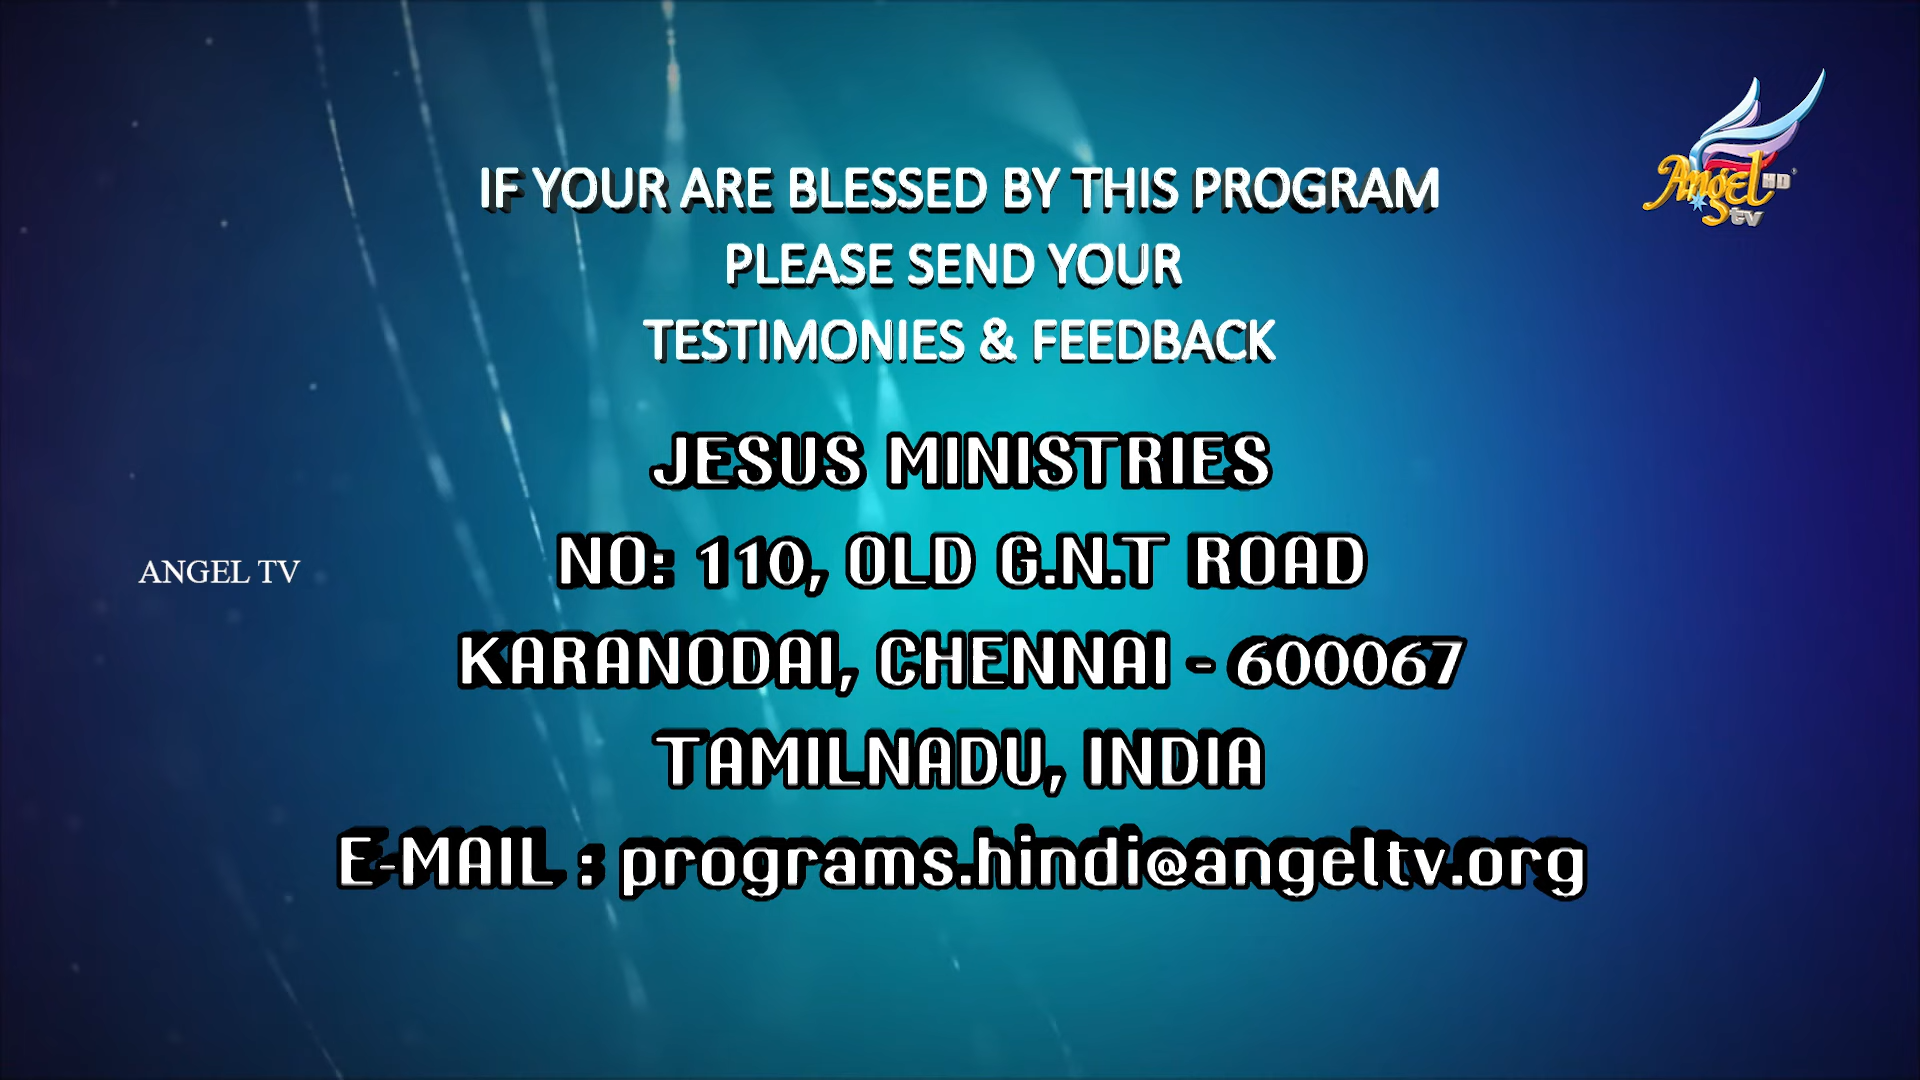 Angel HD
tv
IF YOUR ARE BLESSED BY THIS PROGRAM
PLEASE SEND YOUR
TESTIMONIES & FEEDBACK
JESUS MINISTRIES
NO: 110, OLD G.N.T ROAD
ANGEL TV
KARANODAI, CHENNAI - 600067
TAMILNADU, INDIA
E-MAIL : programs.hindi@angeltv.org